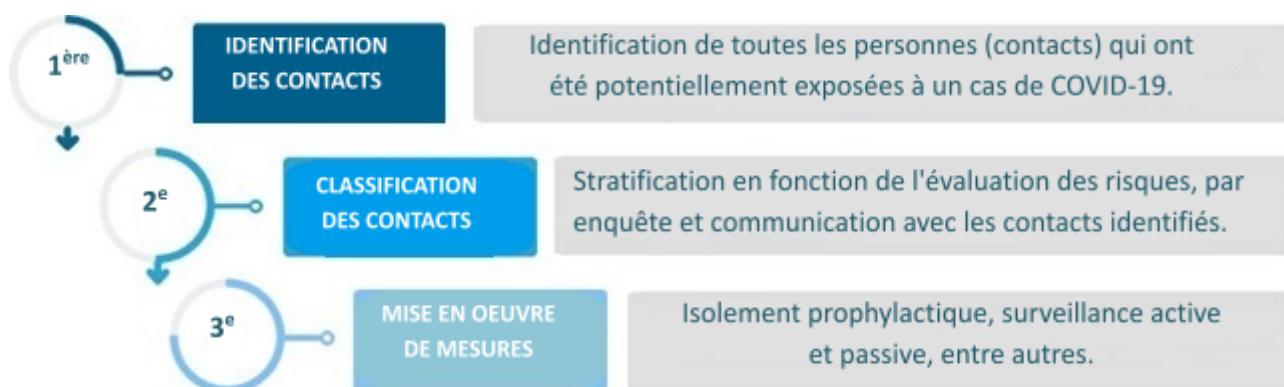 1ère
IDENTIFICATION
DES CONTACTS
Identification de toutes les personnes (contacts) qui ont
été potentiellement exposées à un cas de COVID-19.
2e
CLASSIFICATION
DES CONTACTS
Stratification en fonction de l'évaluation des risques, par
enquête et communication avec les contacts identifiés.
3e
MISE EN OEUVRE
DE MESURES
Isolement prophylactique, surveillance active
et passive, entre autres.